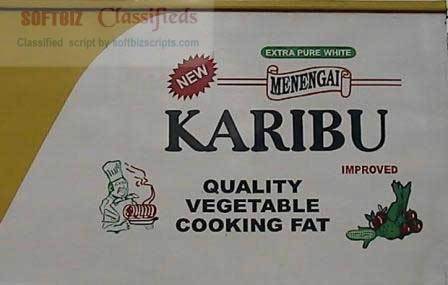 SOFTBIZ Classifieds
Classified script by softbizscripts.com
EXTRA PURE WHITE
NEW
MENENGAI
KARIBU
IMPROVED
QUALITY
VEGETABLE
COOKING FAT